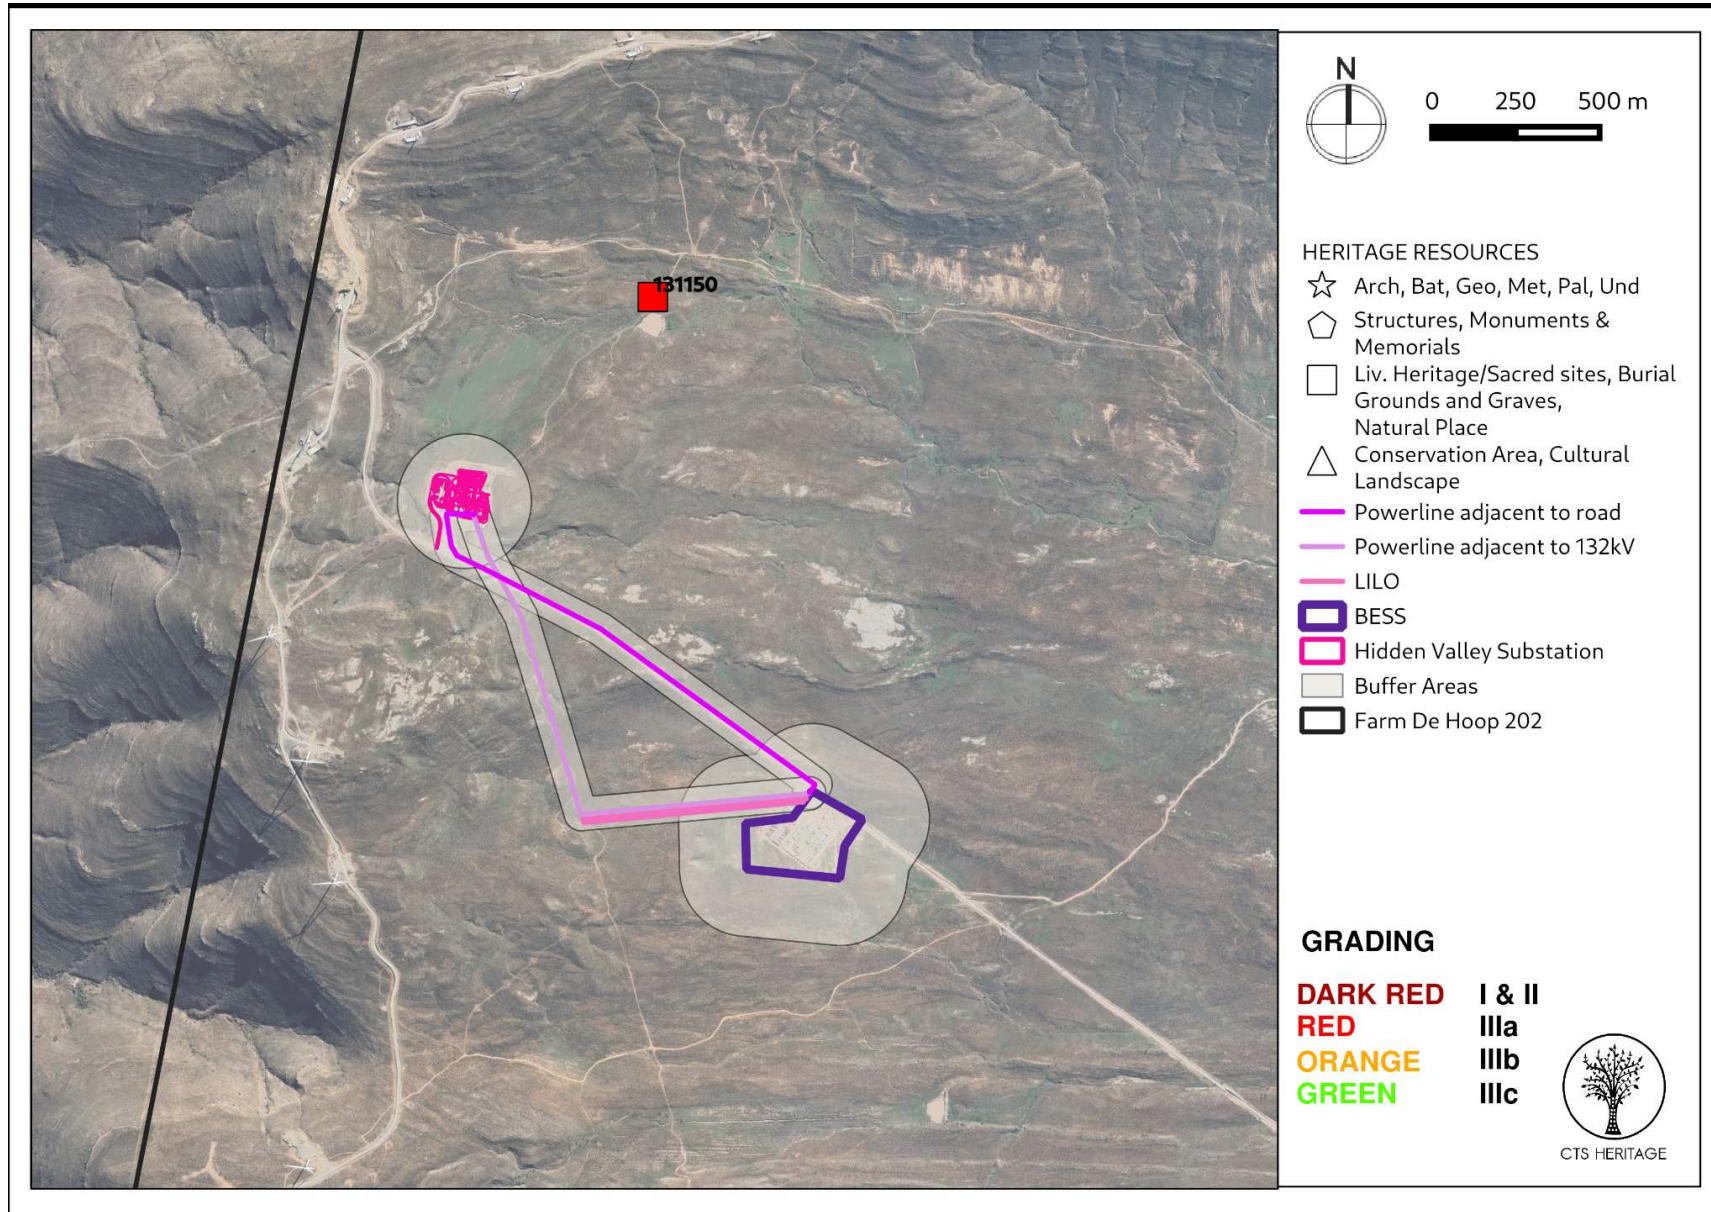 131150
N
0 250 500 m
HERITAGE RESOURCES
Arch, Bat, Geo, Met, Pal, Und
Structures, Monuments &
Memorials
Liv. Heritage/Sacred sites, Burial
Grounds and Graves,
Natural Place
Conservation Area, Cultural
Landscape
Powerline adjacent to road
Powerline adjacent to 132kV
LILO
BESS
Hidden Valley Substation
Buffer Areas
Farm De Hoop 202
GRADING
DARK RED I & II
RED IIIa
ORANGE IIIb
GREEN IIIc
CTS HERITAGE